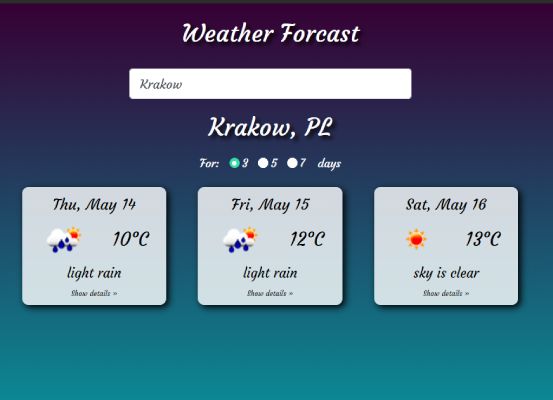 Weather Forcast
Krakow
Krakow, PL
For: 3 5 7 days
Thu, May 14
10°C
light rain
Show details »
Fri, May 15
12°C
light rain
Show details »
Sat, May 16
13°C
sky is clear
Show details »